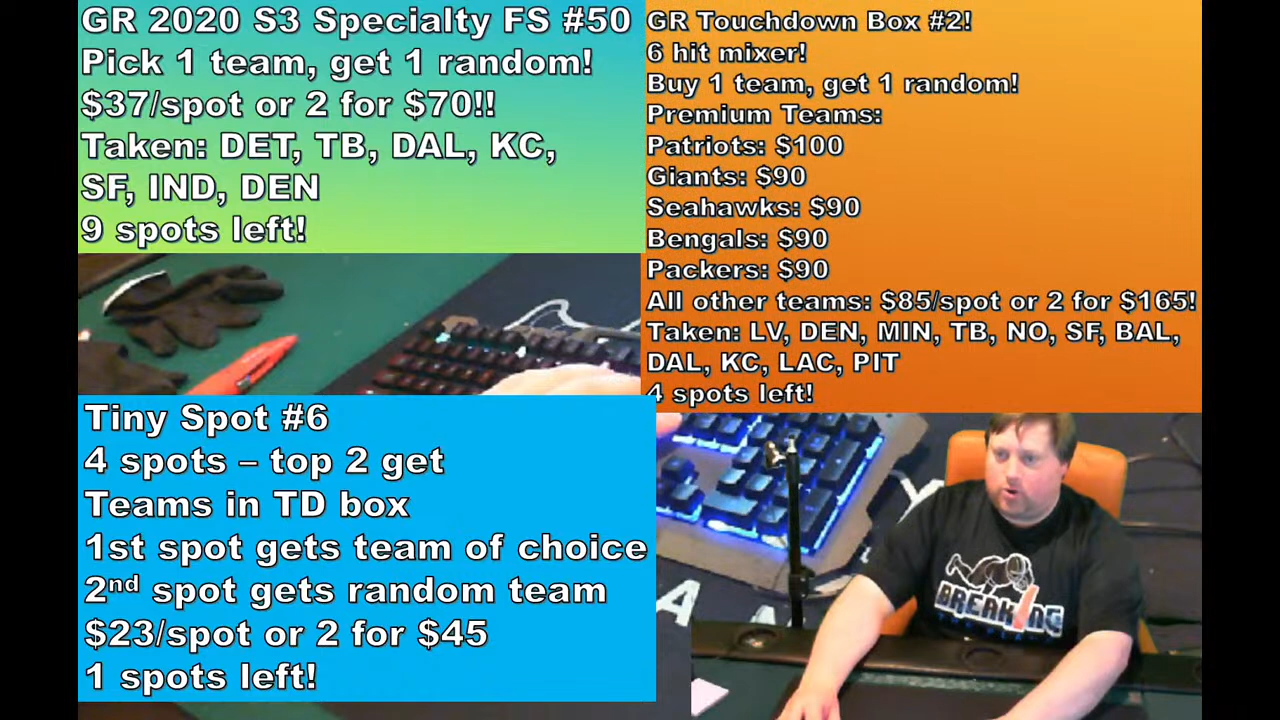 GR 2020 S3 Specialty FS #50
Pick 1 team, get 1 random!
$37/spot or 2 for $70!!
Taken: DET, TB, DAL, KC,
SF, IND, DEN
9 spots left!
GR Touchdown Box #2!
6 hit mixer!
Buy 1 team, get 1 random!
Premium Teams:
Patriots: $100
Giants: $90
Seahawks: $90
Bengals: $90
Packers: $90
All other teams: $85/spot or 2 for $165!
Taken: LV, DEN, MIN, TB, NO, SF, BAL,
DAL, KC, LAC, PIT
4 spots left!
Tiny Spot #6
4 spots – top 2 get
Teams in TD box
1st spot gets team of choice
2nd spot gets random team
$23/spot or 2 for $45
1 spots left!
BREAKING
THE PLANE